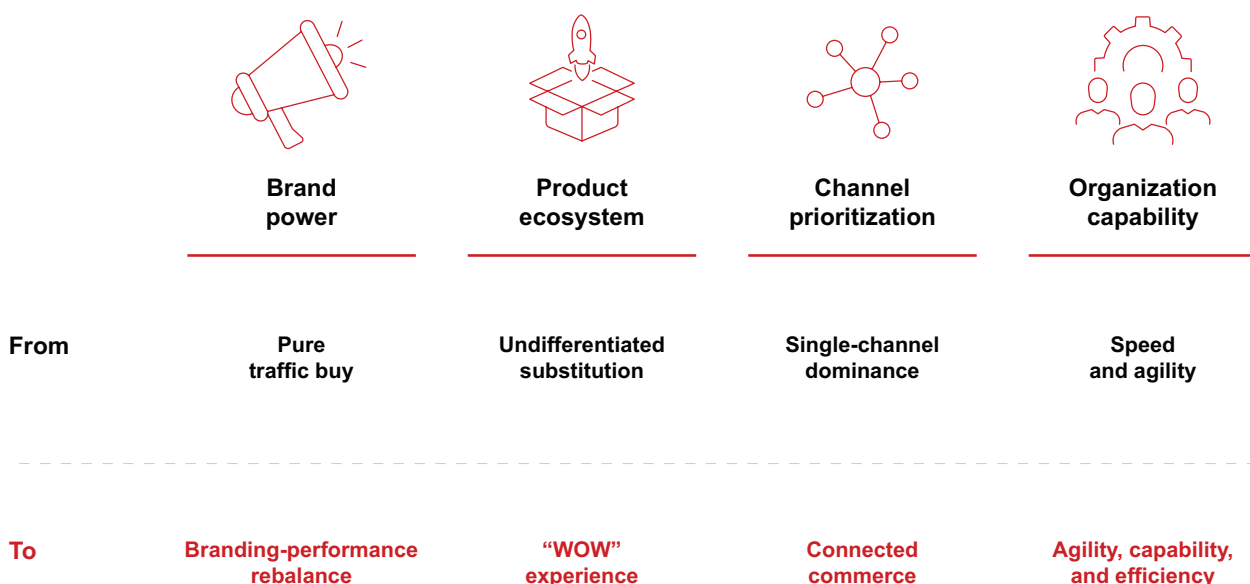 Brand
power
Product
ecosystem
Channel
prioritization
Organization
capability
From
Pure
traffic buy
Undifferentiated
substitution
Single-channel
dominance
Speed
and agility
To
Branding-performance
rebalance
“WOW”
experience
Connected
commerce
Agility, capability,
and efficiency